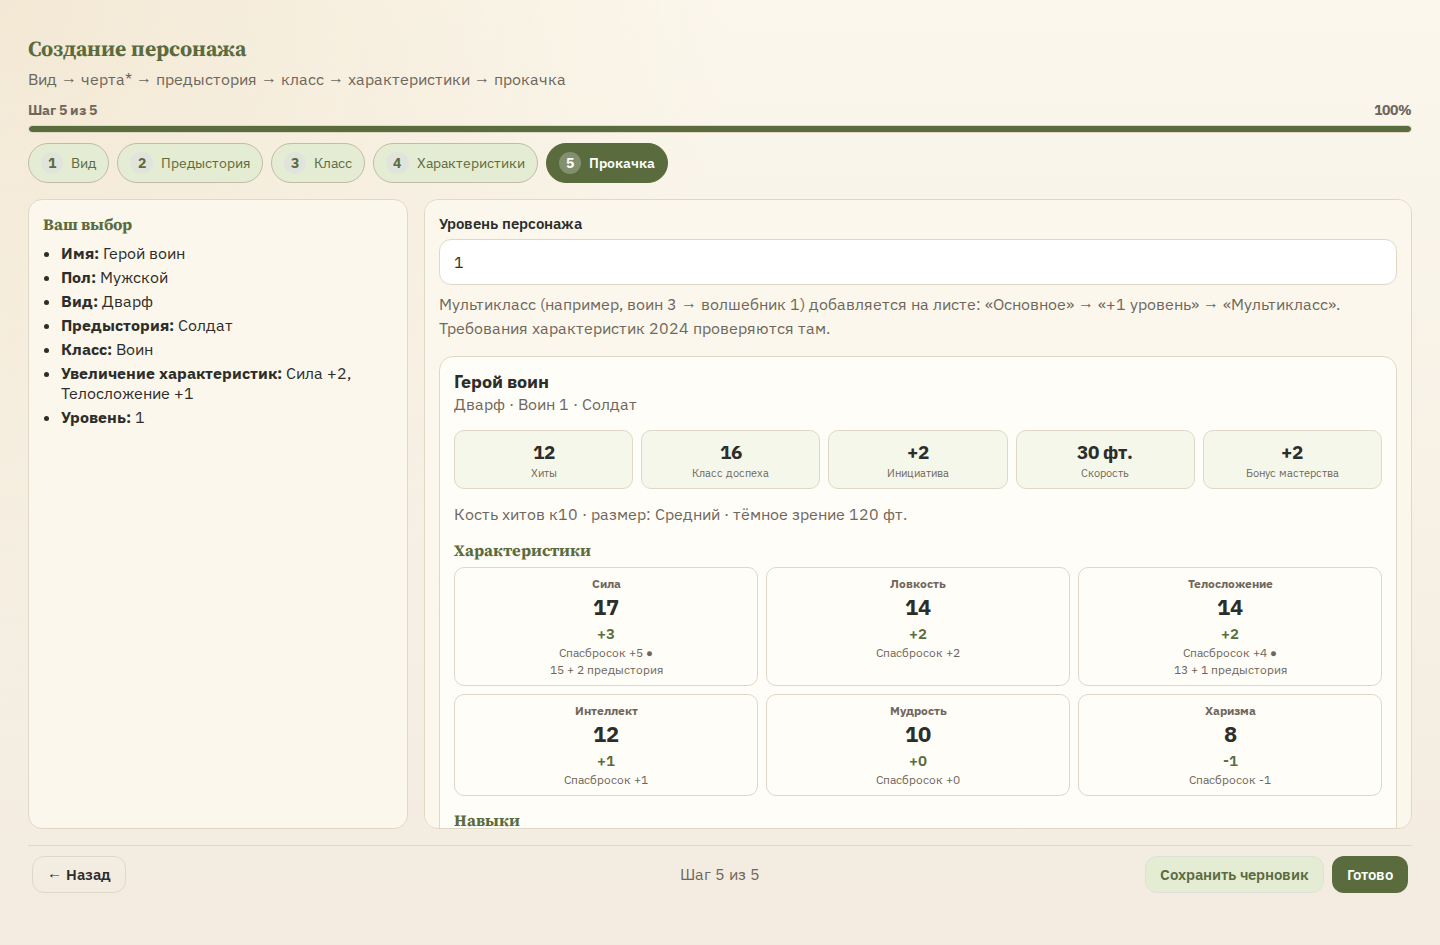 Создание персонажа
Вид → черта* → предыстория → класс → характеристики → прокачка
Шаг 5 из 5
100%
1 Вид
2 Предыстория
3 Класс
4 Характеристики
5 Прокачка
Ваш выбор
• Имя: Герой воин
• Пол: Мужской
• Вид: Дварф
• Предыстория: Солдат
• Класс: Воин
• Увеличение характеристик: Сила +2,
Телосложение +1
• Уровень: 1
Уровень персонажа
1
Мультикласс (например, воин 3 → волшебник 1) добавляется на листе: «Основное» → «+1 уровень» → «Мультикласс».
Требования характеристик 2024 проверяются там.
Герой воин
Дварф · Воин 1 · Солдат
12
Хиты
16
Класс доспеха
+2
Инициатива
30 фт.
Скорость
+2
Бонус мастерства
Кость хитов к10 · размер: Средний · тёмное зрение 120 фт.
Характеристики
Сила
17
+3
Спасбросок +5 ●
15 + 2 предыстория
Ловкость
14
+2
Спасбросок +2
Телосложение
14
+2
Спасбросок +4 ●
13 + 1 предыстория
Интеллект
12
+1
Спасбросок +1
Мудрость
10
+0
Спасбросок +0
Харизма
8
-1
Спасбросок -1
Навыки
← Назад
Шаг 5 из 5
Сохранить черновик
Готово